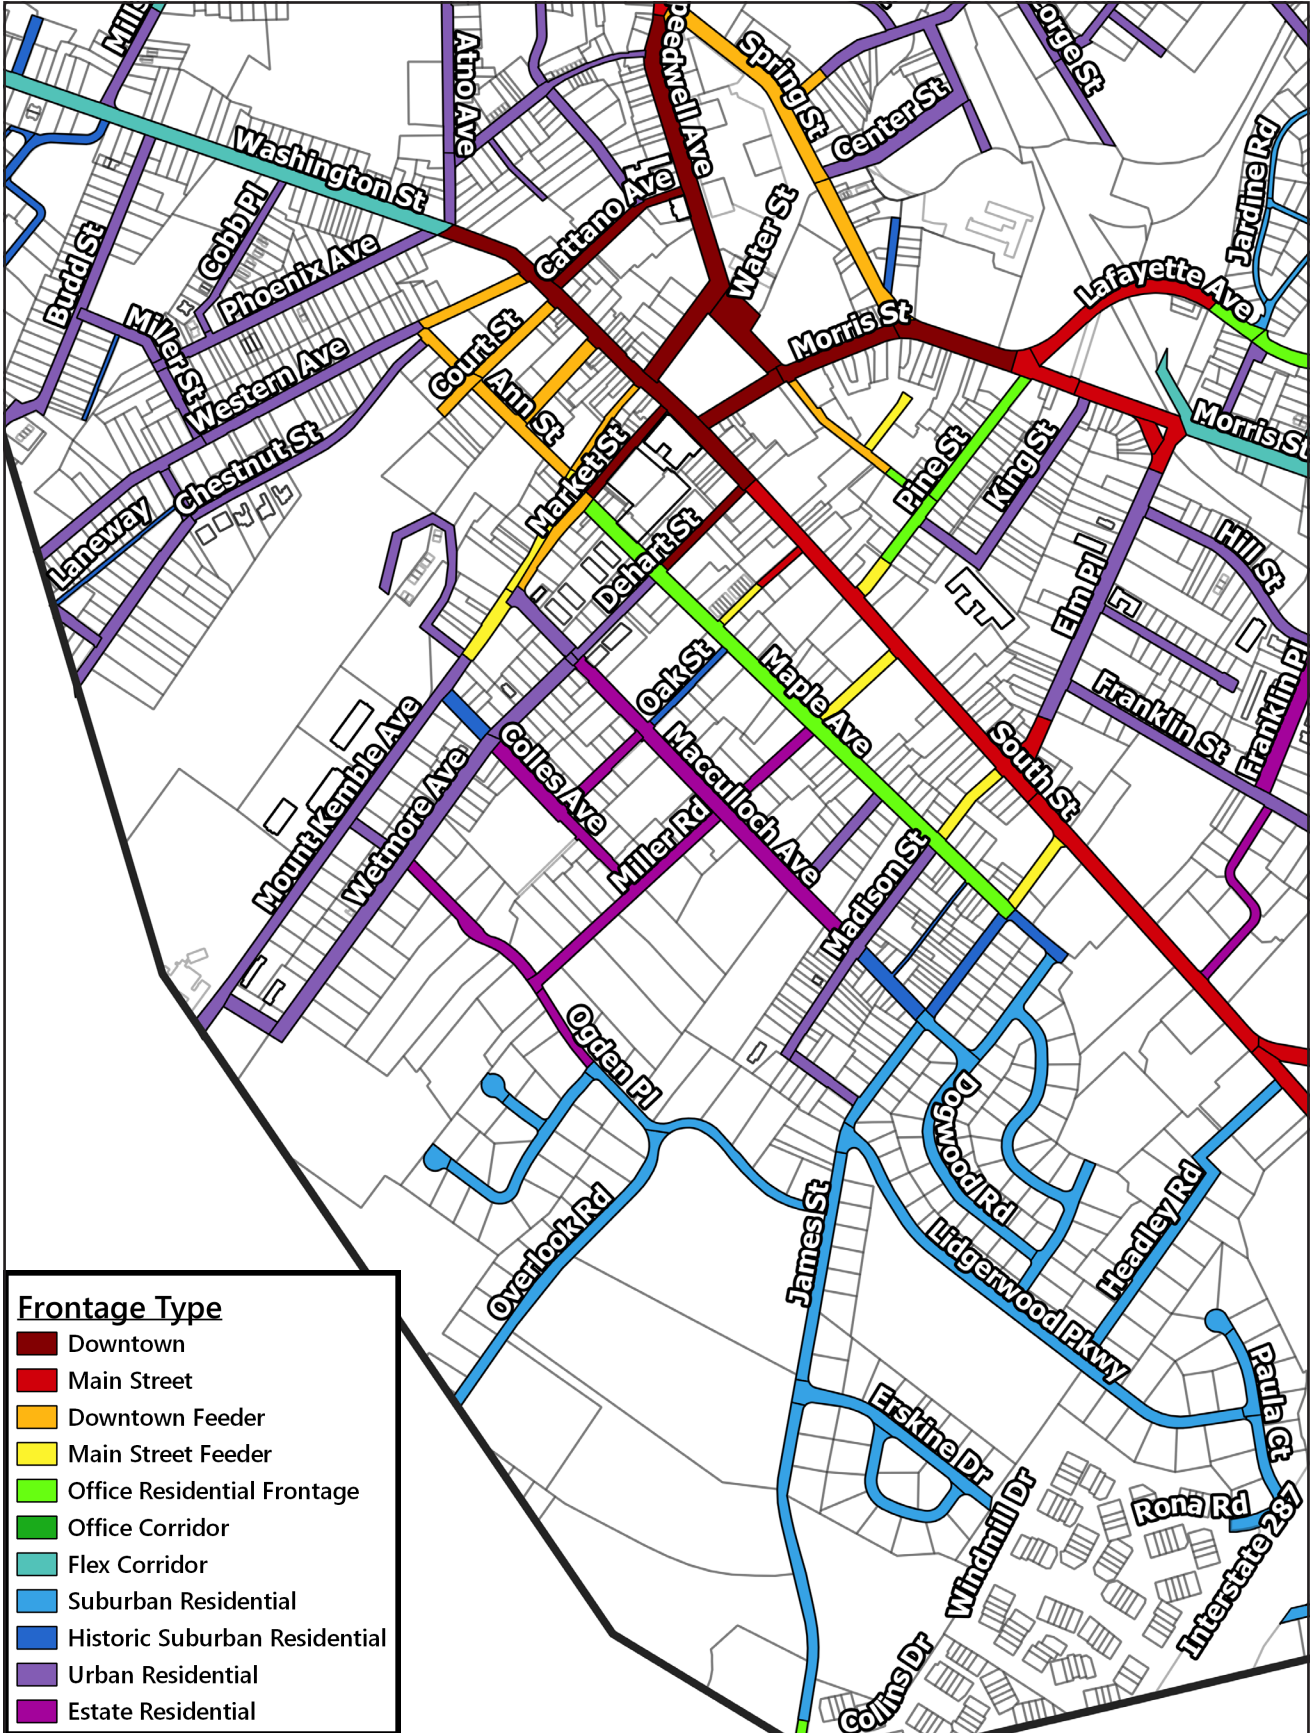 Mills
Atno Ave
Speedwell Ave
Spring St
Center St
George St
Jardine Rd
Washington St
Cattano Ave
Water St
Cobb Pl
Budd St
Phoenix Ave
Lafayette Ave
Miller St
Court St
Morris St
Western Ave
Ann St
Morris St
Chestnut St
Market St
Pine St
King St
Laneway
Dehart St
Elm Pl
Hill St
Oak St
Maple Ave
Franklin St
Franklin Pl
Mount Kemble Ave
Wetmore Ave
Colles Ave
Macculloch Ave
South St
Miller Rd
Madison St
Ogden Pl
Dogwood Rd
Overlook Rd
James St
Lidgerwood Pkwy
Headley Rd
Erskine Dr
Paula Ct
Windmill Dr
Rona Rd
Interstate 287
Collins Dr
Frontage Type
Downtown
Main Street
Downtown Feeder
Main Street Feeder
Office Residential Frontage
Office Corridor
Flex Corridor
Suburban Residential
Historic Suburban Residential
Urban Residential
Estate Residential